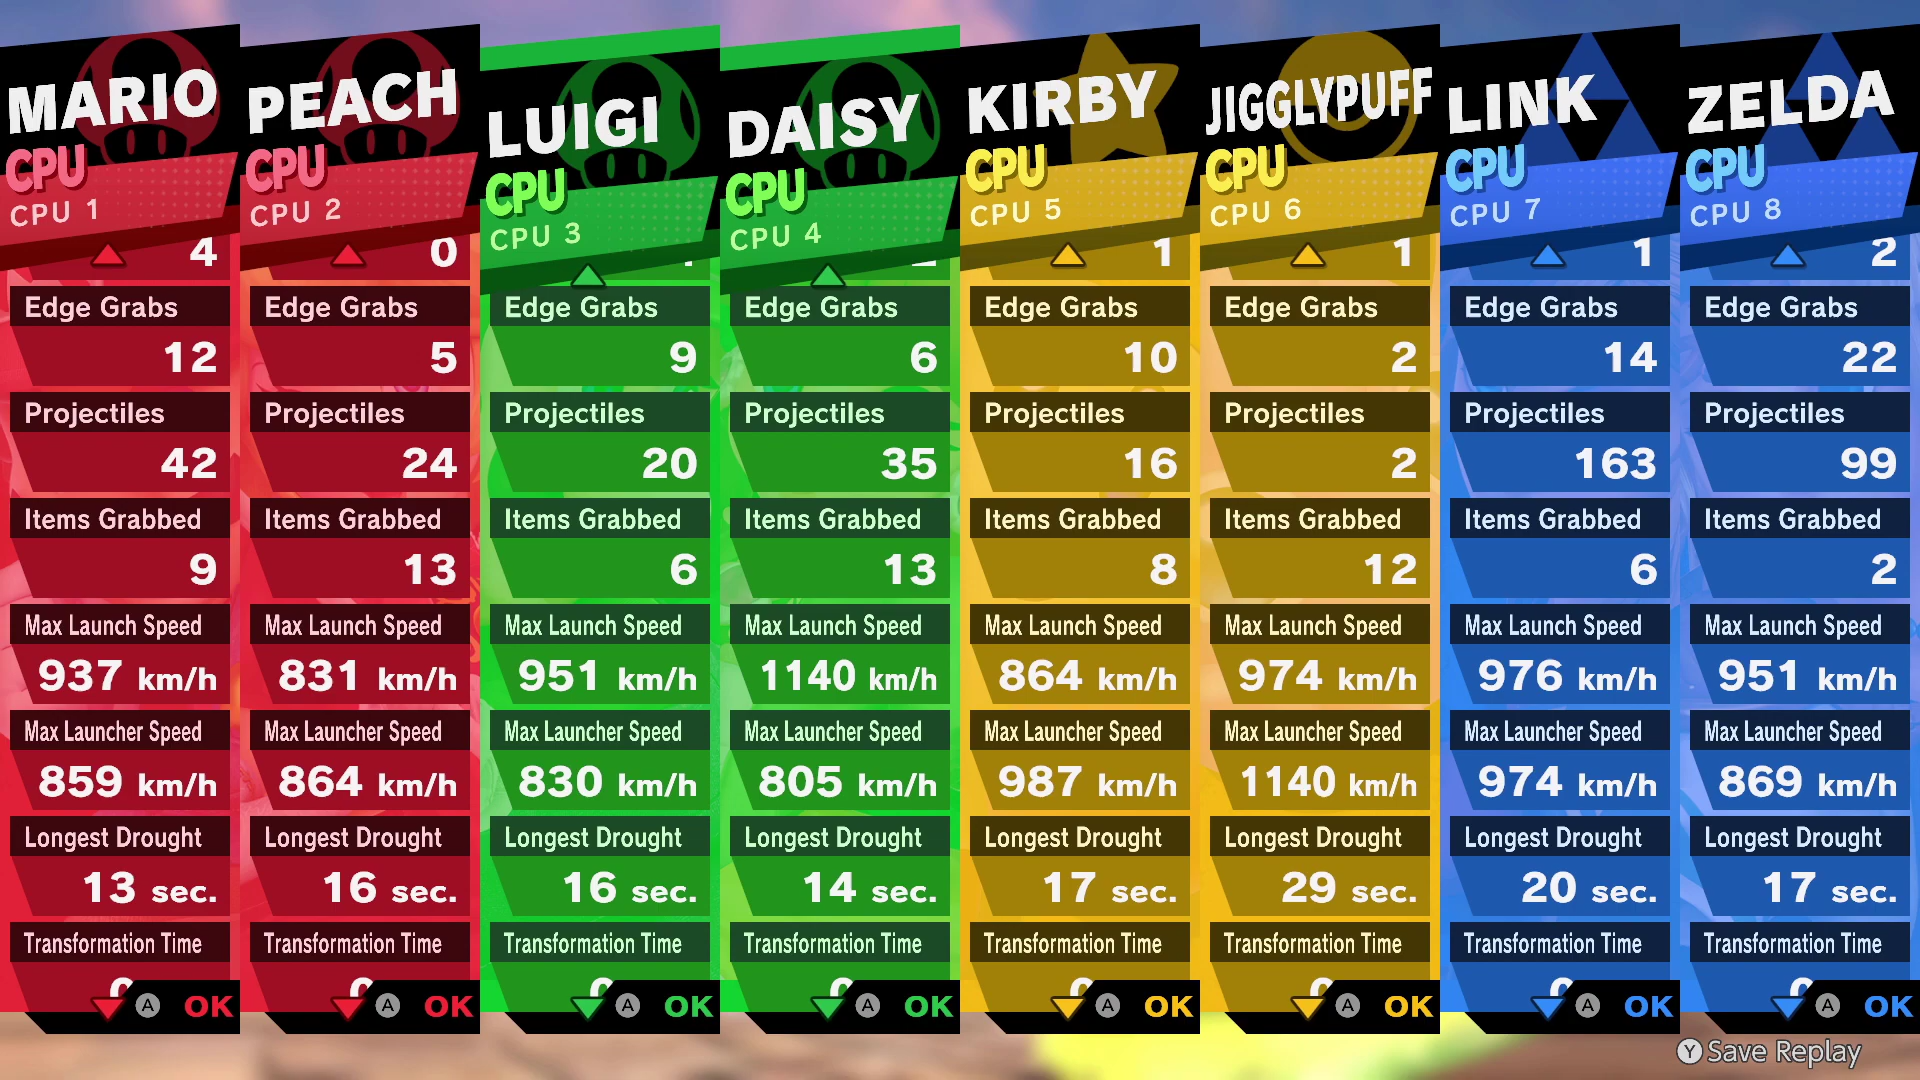 MARIO
CPU
CPU 1
4
Edge Grabs
12
Projectiles
42
Items Grabbed
9
Max Launch Speed
937 km/h
Max Launcher Speed
859 km/h
Longest Drought
13 sec.
Transformation Time
A OK
PEACH
CPU
CPU 2
0
Edge Grabs
5
Projectiles
24
Items Grabbed
13
Max Launch Speed
831 km/h
Max Launcher Speed
864 km/h
Longest Drought
16 sec.
Transformation Time
A OK
LUIGI
CPU
CPU 3
Edge Grabs
9
Projectiles
20
Items Grabbed
6
Max Launch Speed
951 km/h
Max Launcher Speed
830 km/h
Longest Drought
16 sec.
Transformation Time
A OK
DAISY
CPU
CPU 4
Edge Grabs
6
Projectiles
35
Items Grabbed
13
Max Launch Speed
1140 km/h
Max Launcher Speed
805 km/h
Longest Drought
14 sec.
Transformation Time
A OK
KIRBY
CPU
CPU 5
1
Edge Grabs
10
Projectiles
16
Items Grabbed
8
Max Launch Speed
864 km/h
Max Launcher Speed
987 km/h
Longest Drought
17 sec.
Transformation Time
A OK
JIGGLYPUFF
CPU
CPU 6
1
Edge Grabs
2
Projectiles
2
Items Grabbed
12
Max Launch Speed
974 km/h
Max Launcher Speed
1140 km/h
Longest Drought
29 sec.
Transformation Time
A OK
LINK
CPU
CPU 7
1
Edge Grabs
14
Projectiles
163
Items Grabbed
6
Max Launch Speed
976 km/h
Max Launcher Speed
974 km/h
Longest Drought
20 sec.
Transformation Time
A OK
ZELDA
CPU
CPU 8
2
Edge Grabs
22
Projectiles
99
Items Grabbed
2
Max Launch Speed
951 km/h
Max Launcher Speed
869 km/h
Longest Drought
17 sec.
Transformation Time
A OK
Y Save Replay